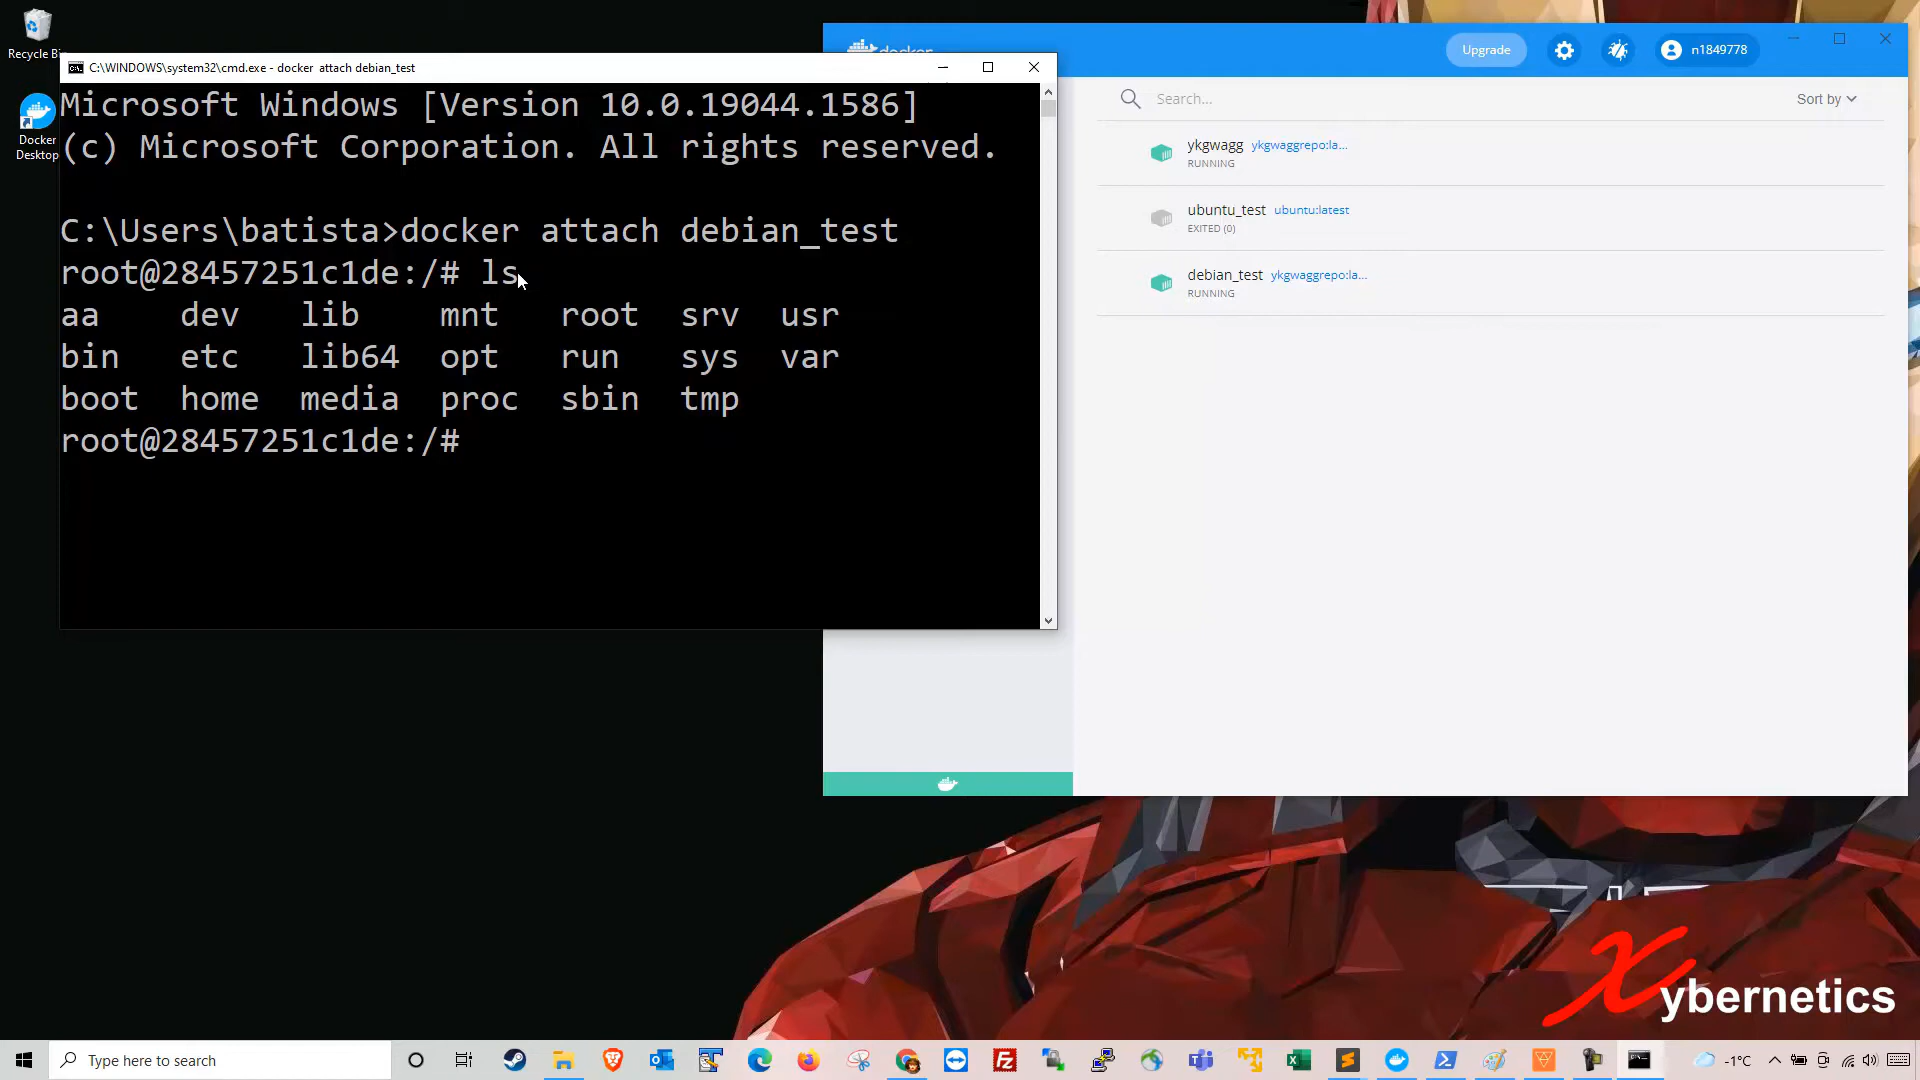 Recycle Bi
Docker
Desktop
C:\WINDOWS\system32\cmd.exe - docker  attach debian_test
Microsoft Windows [Version 10.0.19044.1586]
(c) Microsoft Corporation. All rights reserved.
C:\Users\batista>docker attach debian_test
root@28457251c1de:/# ls
aa    dev   lib    mnt   root  srv  usr
bin   etc   lib64  opt   run   sys  var
boot  home  media  proc  sbin  tmp
root@28457251c1de:/#
docker
Upgrade
n1849778
Search...
Sort by
ykgwagg ykgwaggrepo:la...
RUNNING
ubuntu_test ubuntu:latest
EXITED (0)
debian_test ykgwaggrepo:la...
RUNNING
Xybernetics
Type here to search
-1°C